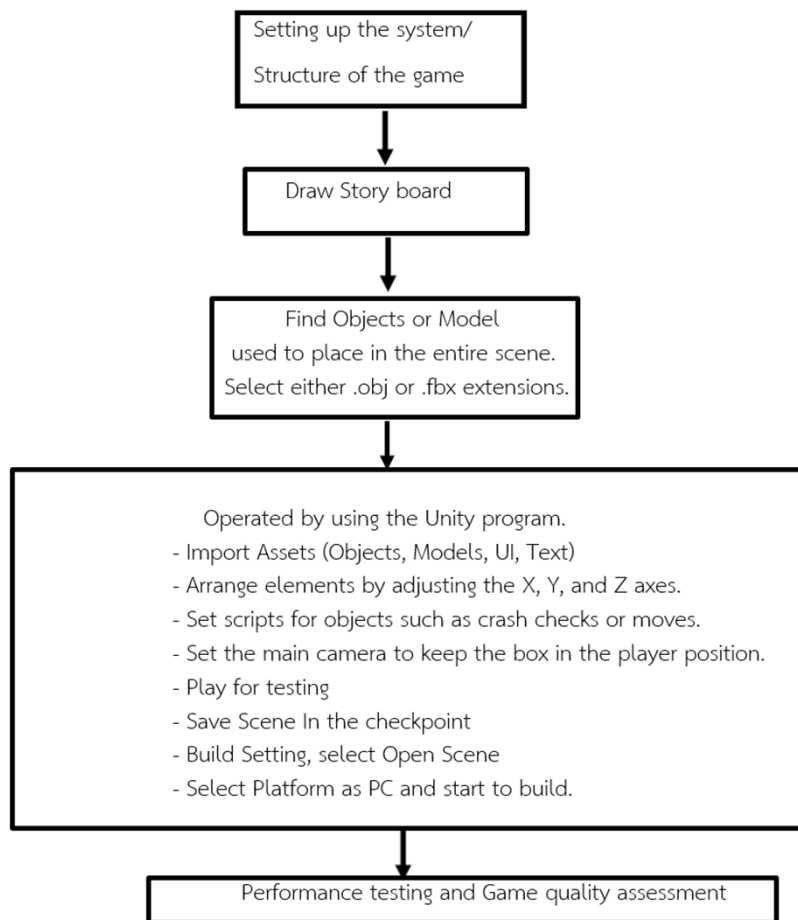 Setting up the system/
Structure of the game
Draw Story board
Find Objects or Model
used to place in the entire scene.
Select either .obj or .fbx extensions.
Operated by using the Unity program.
- Import Assets (Objects, Models, UI, Text)
- Arrange elements by adjusting the X, Y, and Z axes.
- Set scripts for objects such as crash checks or moves.
- Set the main camera to keep the box in the player position.
- Play for testing
- Save Scene In the checkpoint
- Build Setting, select Open Scene
- Select Platform as PC and start to build.
Performance testing and Game quality assessment